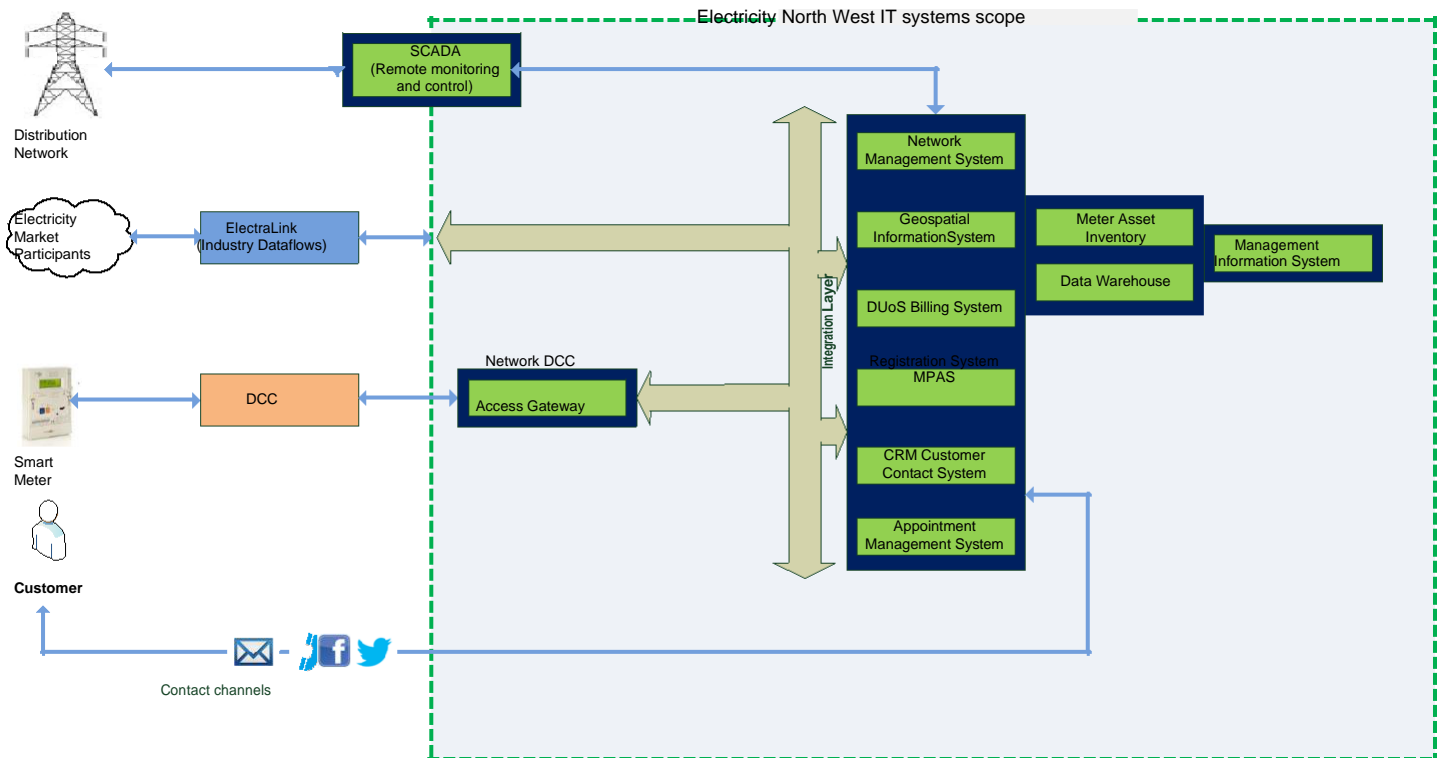 Electricity North West IT systems scope
SCADA
(Remote monitoring
and control)
Distribution
Network
Network
Management System
Electricity
Market
Participants
ElectraLink
(Industry Dataflows)
Geospatial
InformationSystem
Meter Asset
Inventory
Management
Information System
Data Warehouse
DUoS Billing System
Integration Layer
Registration System
MPAS
Network DCC
Access Gateway
DCC
Smart
Meter
CRM Customer
Contact System
Appointment
Management System
Customer
Contact channels